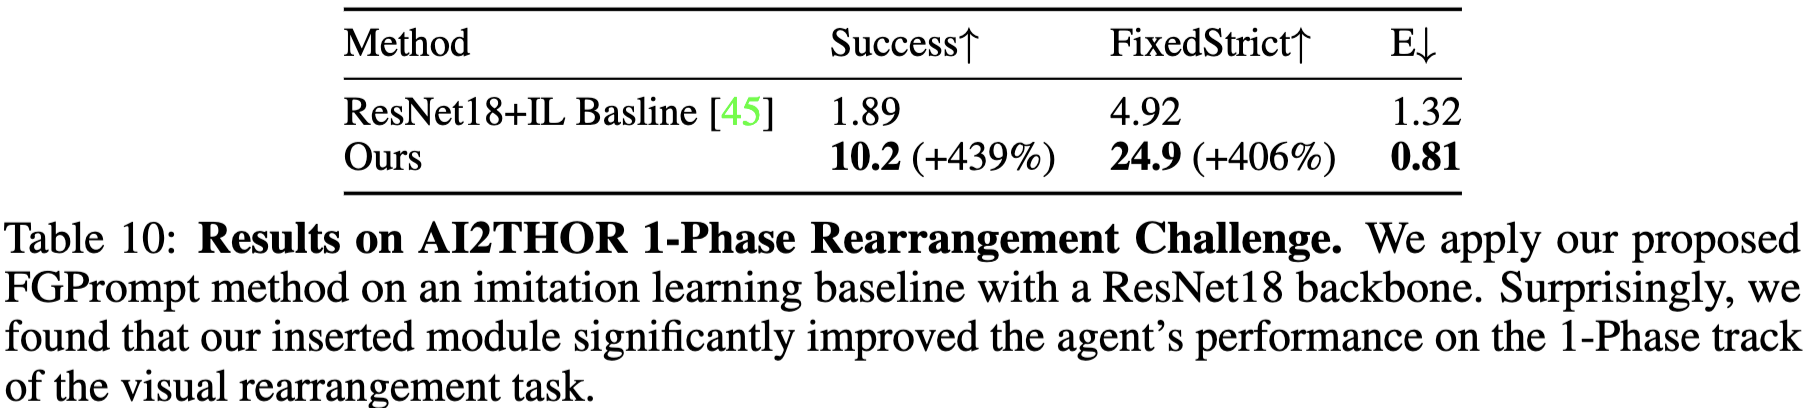 Method Success↑ FixedStrict↑ E↓
ResNet18+IL Basline [45] 1.89 4.92 1.32
Ours 10.2 (+439%) 24.9 (+406%) 0.81
Table 10: Results on AI2THOR 1-Phase Rearrangement Challenge. We apply our proposed
FGPrompt method on an imitation learning baseline with a ResNet18 backbone. Surprisingly, we
found that our inserted module significantly improved the agent's performance on the 1-Phase track
of the visual rearrangement task.